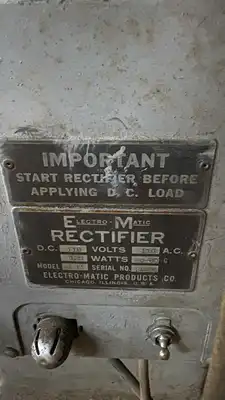 IMPORTANT
START RECTIFIER BEFORE
APPLYING D. C. LOAD
ELECTRO-MATIC
RECTIFIER
D.C. VOLTS A.C.
WATTS
MODEL SERIAL NO.
ELECTRO-MATIC PRODUCTS CO.
CHICAGO, ILLINOIS, U. S. A.